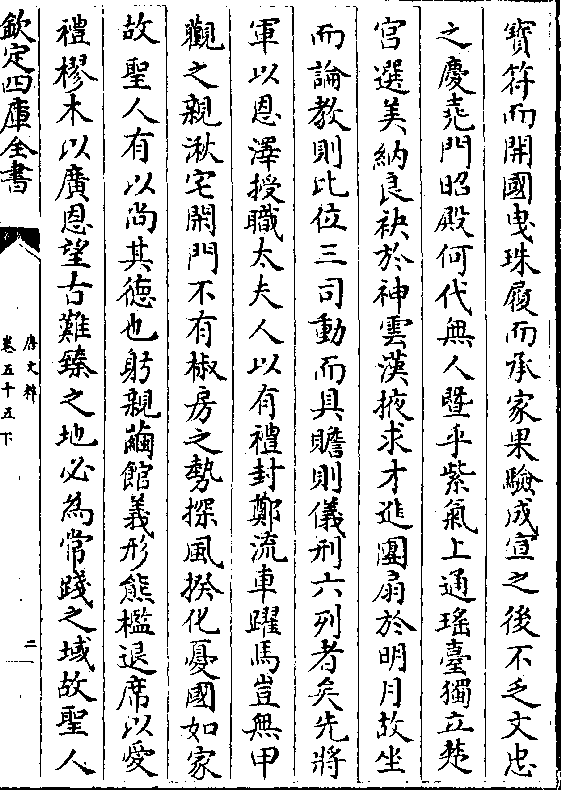 寶符而開國曵珠履而承家果驗成宣之後不乏文忠
之慶堯門昭殿何代無人暨乎紫氣上通瑤臺獨立楚
宫選美納良袂於神雲漢掖求才進團扇於明月故坐
而論教則比位三司動而具瞻則儀刑六列者矣先將
軍以恩澤授職太夫人以有禮封鄭流車躍馬豈無甲
觀之親湫宅閈門不有椒房之勢探風揆化憂國如家
故聖人有以尚其德也躬親繭館義形熊檻退席以愛
禮樛木以廣恩望古難臻之地必為常踐之域故聖人
欽定四庫全書
唐文粹
卷五十五下
二